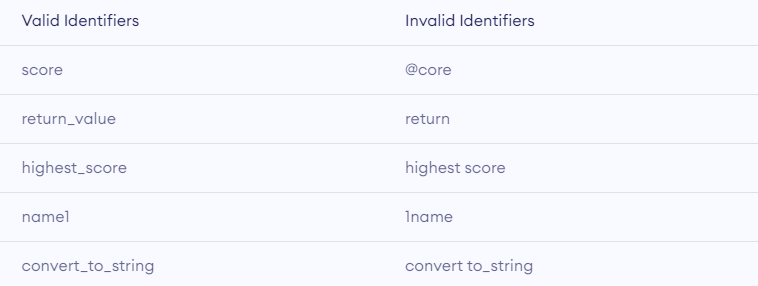 Valid Identifiers Invalid Identifiers
score @core
return_value return
highest_score highest score
name1 1name
convert_to_string convert to_string